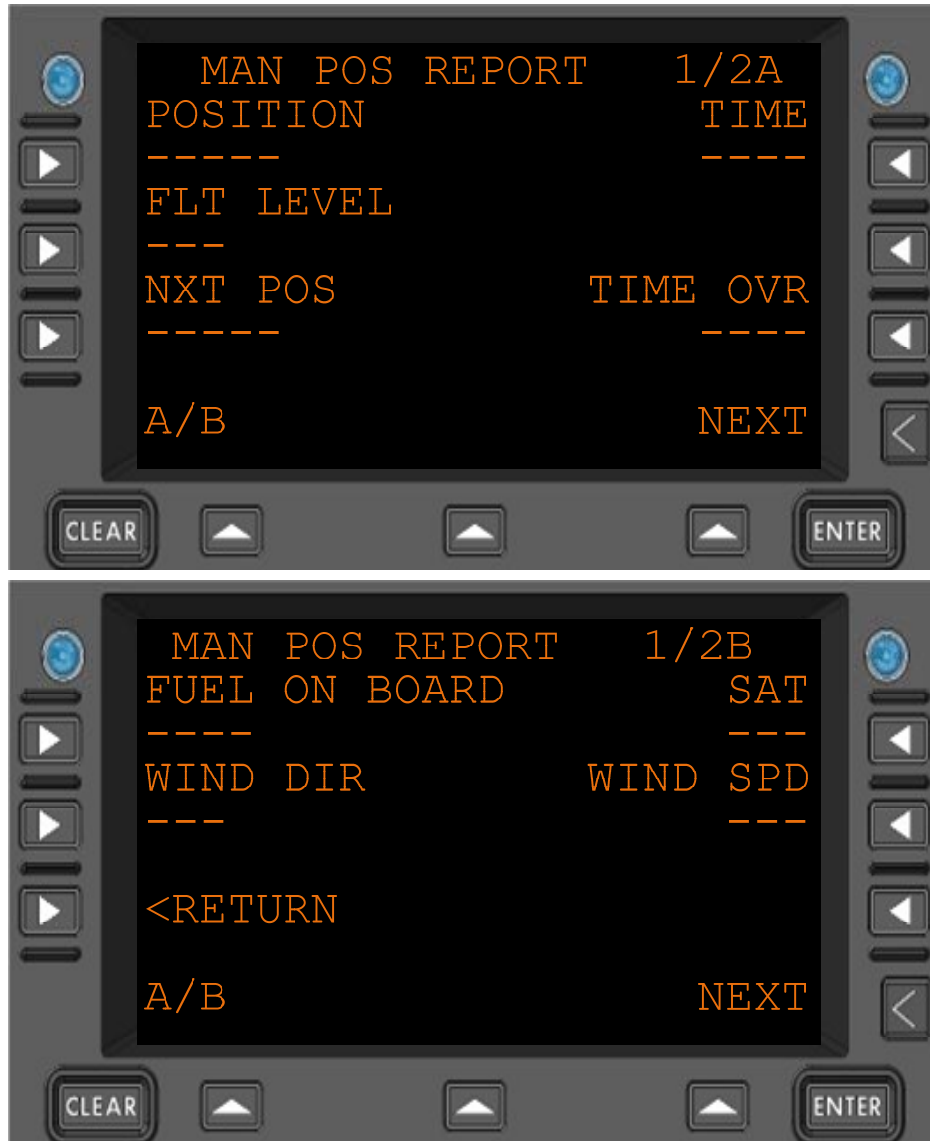 MAN POS REPORT 1/2A
POSITION TIME
----- ----
FLT LEVEL
---
NXT POS TIME OVR
----- ----
A/B NEXT
<
CLEAR ENTER
MAN POS REPORT 1/2B
FUEL ON BOARD SAT
---- ---
WIND DIR WIND SPD
--- ---
<RETURN
A/B NEXT
<
CLEAR ENTER